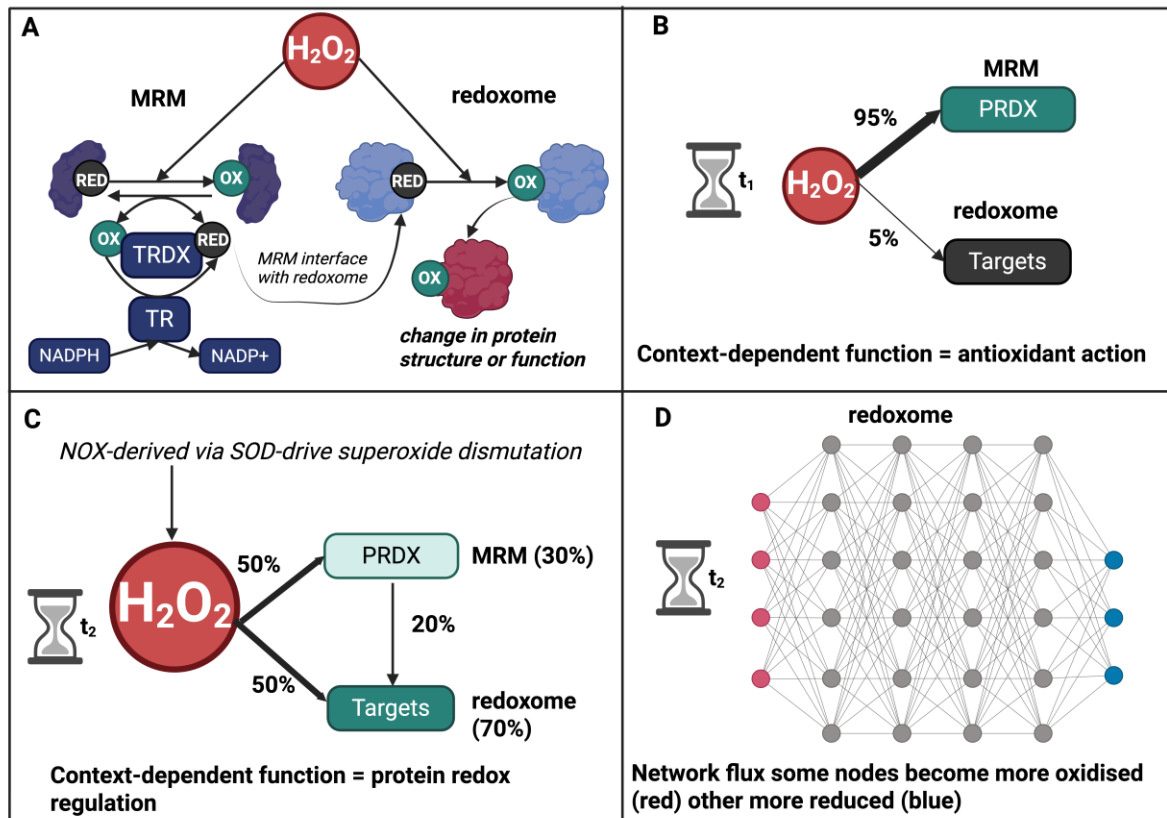 A
H₂O₂
MRM
redoxome
RED
OX
RED
OX
OX
RED
TRDX
TR
NADPH
NADP+
MRM interface
with redoxome
OX
change in protein
structure or function
B
MRM
PRDX
95%
t₁
H₂O₂
redoxome
5%
Targets
Context-dependent function = antioxidant action
C
NOX-derived via SOD-drive superoxide dismutation
H₂O₂
t₂
50%
PRDX
MRM (30%)
20%
50%
Targets
redoxome
(70%)
Context-dependent function = protein redox
regulation
D
redoxome
t₂
Network flux some nodes become more oxidised
(red) other more reduced (blue)